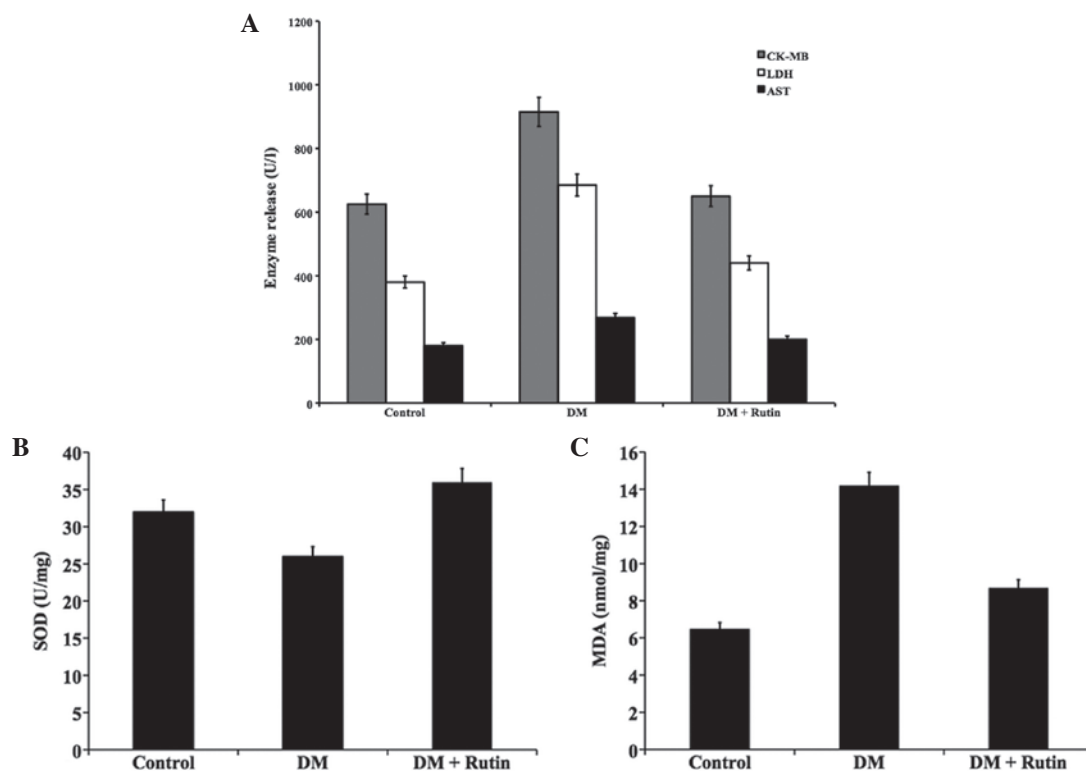 A
1200
1000
800
600
400
200
0
Enzyme release (U/l)
CK-MB
LDH
AST
Control DM DM + Rutin
B
40
35
30
25
20
15
10
5
0
SOD (U/mg)
Control DM DM + Rutin
C
16
14
12
10
8
6
4
2
0
MDA (nmol/mg)
Control DM DM + Rutin